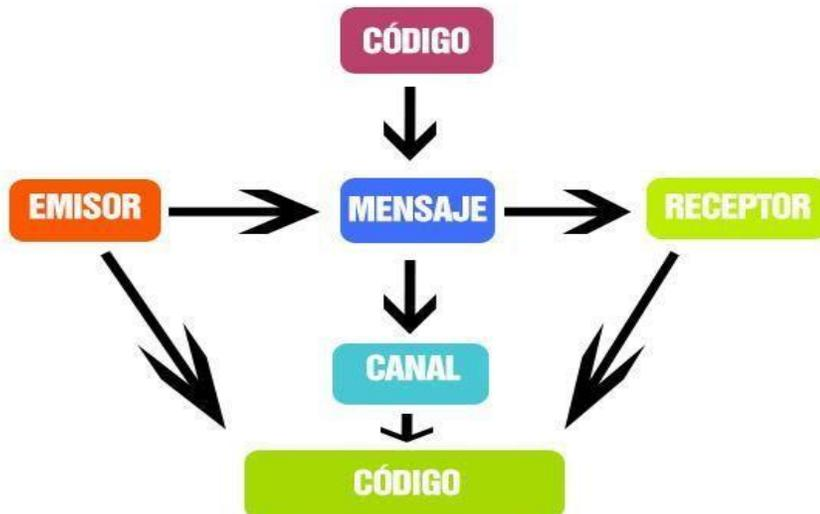 CÓDIGO
EMISOR
MENSAJE
RECEPTOR
CANAL
CÓDIGO